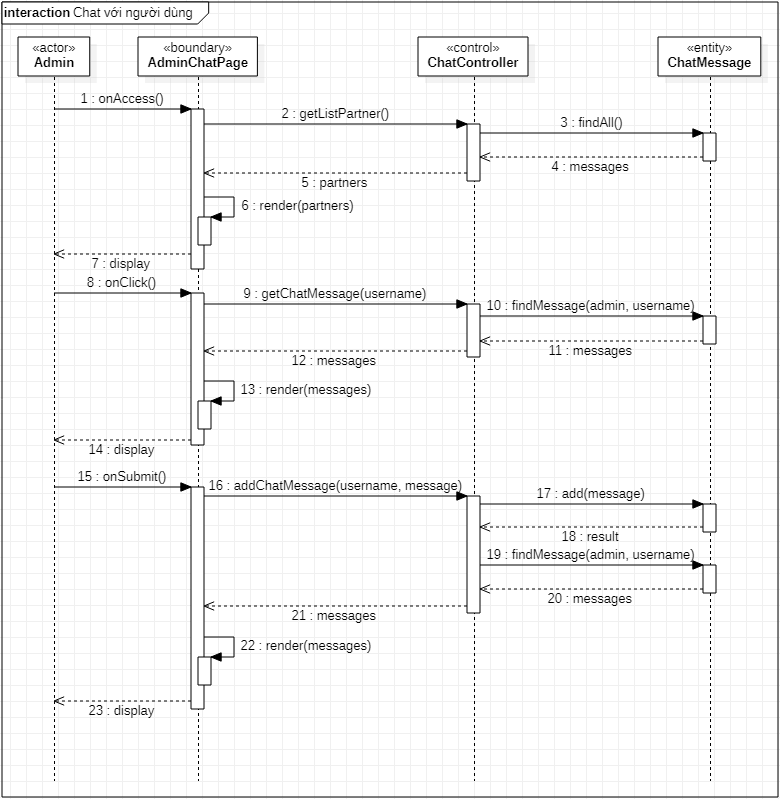 interaction Chat với người dùng
«actor»
Admin
«boundary»
AdminChatPage
«control»
ChatController
«entity»
ChatMessage
1 : onAccess()
2 : getListPartner()
3 : findAll()
4 : messages
5 : partners
6 : render(partners)
7 : display
8 : onClick()
9 : getChatMessage(username)
10 : findMessage(admin, username)
11 : messages
12 : messages
13 : render(messages)
14 : display
15 : onSubmit()
16 : addChatMessage(username, message)
17 : add(message)
18 : result
19 : findMessage(admin, username)
20 : messages
21 : messages
22 : render(messages)
23 : display